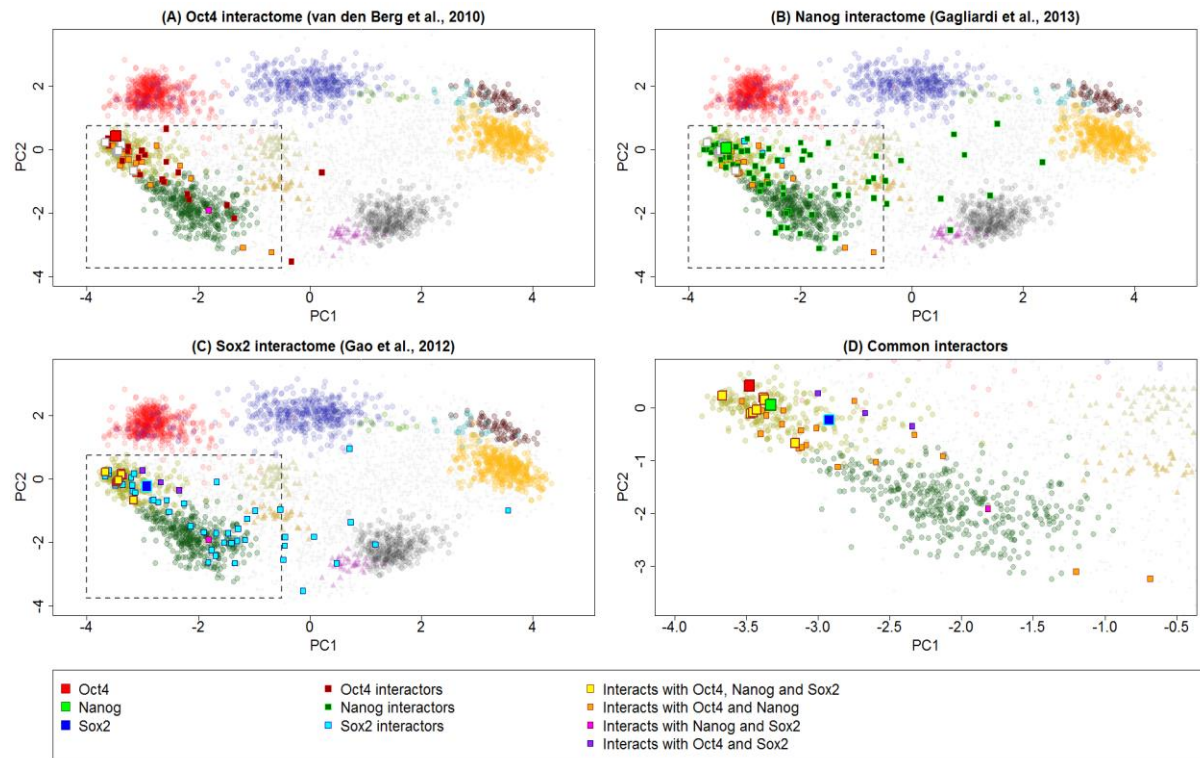 (A) Oct4 interactome (van den Berg et al., 2010)
PC2
2
0
-2
-4
-4
-2
0
2
4
PC1
(B) Nanog interactome (Gagliardi et al., 2013)
PC2
2
0
-2
-4
-4
-2
0
2
4
PC1
(C) Sox2 interactome (Gao et al., 2012)
PC2
2
0
-2
-4
-4
-2
0
2
4
PC1
(D) Common interactors
PC2
0
-1
-2
-3
-4.0
-3.5
-3.0
-2.5
-2.0
-1.5
-1.0
-0.5
PC1
Oct4
Nanog
Sox2
Oct4 interactors
Nanog interactors
Sox2 interactors
Interacts with Oct4, Nanog and Sox2
Interacts with Oct4 and Nanog
Interacts with Nanog and Sox2
Interacts with Oct4 and Sox2